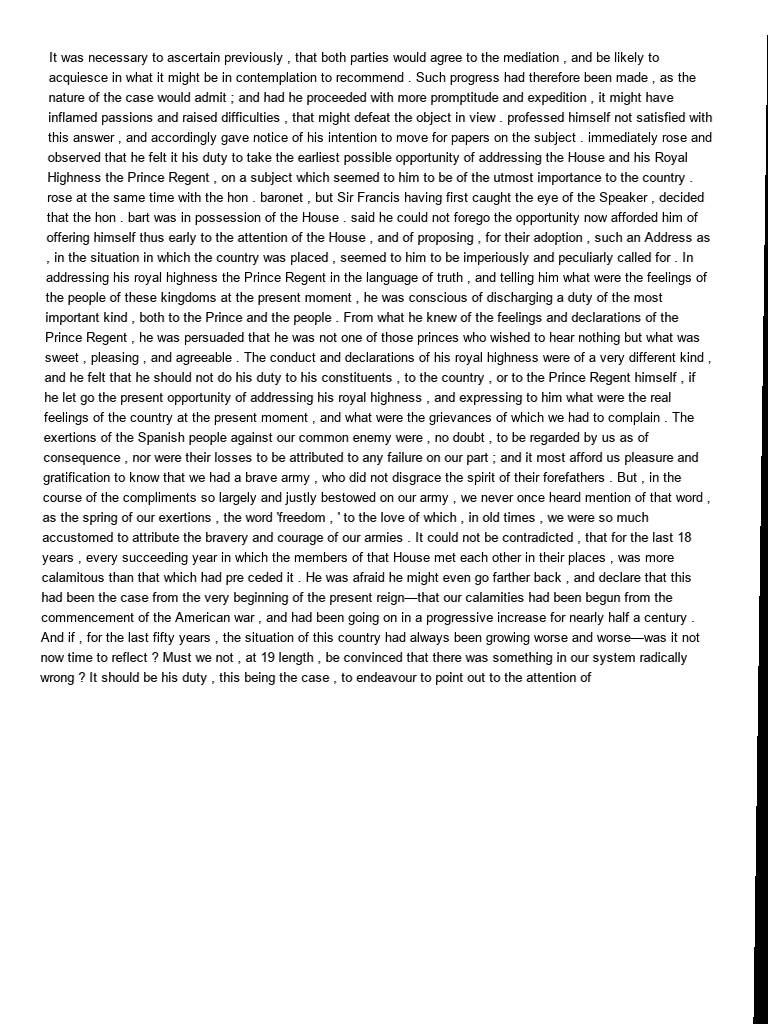 It was necessary to ascertain previously , that both parties would agree to the mediation , and be likely to
acquiesce in what it might be in contemplation to recommend . Such progress had therefore been made , as the
nature of the case would admit ; and had he proceeded with more promptitude and expedition , it might have
inflamed passions and raised difficulties , that might defeat the object in view . professed himself not satisfied with
this answer , and accordingly gave notice of his intention to move for papers on the subject . immediately rose and
observed that he felt it his duty to take the earliest possible opportunity of addressing the House and his Royal
Highness the Prince Regent , on a subject which seemed to him to be of the utmost importance to the country .
rose at the same time with the hon . baronet , but Sir Francis having first caught the eye of the Speaker , decided
that the hon . bart was in possession of the House . said he could not forego the opportunity now afforded him of
offering himself thus early to the attention of the House , and of proposing , for their adoption , such an Address as
, in the situation in which the country was placed , seemed to him to be imperiously and peculiarly called for . In
addressing his royal highness the Prince Regent in the language of truth , and telling him what were the feelings of
the people of these kingdoms at the present moment , he was conscious of discharging a duty of the most
important kind , both to the Prince and the people . From what he knew of the feelings and declarations of the
Prince Regent , he was persuaded that he was not one of those princes who wished to hear nothing but what was
sweet , pleasing , and agreeable . The conduct and declarations of his royal highness were of a very different kind ,
and he felt that he should not do his duty to his constituents , to the country , or to the Prince Regent himself , if
he let go the present opportunity of addressing his royal highness , and expressing to him what were the real
feelings of the country at the present moment , and what were the grievances of which we had to complain . The
exertions of the Spanish people against our common enemy were , no doubt , to be regarded by us as of
consequence , nor were their losses to be attributed to any failure on our part ; and it most afford us pleasure and
gratification to know that we had a brave army , who did not disgrace the spirit of their forefathers . But , in the
course of the compliments so largely and justly bestowed on our army , we never once heard mention of that word ,
as the spring of our exertions , the word 'freedom , ' to the love of which , in old times , we were so much
accustomed to attribute the bravery and courage of our armies . It could not be contradicted , that for the last 18
years , every succeeding year in which the members of that House met each other in their places , was more
calamitous than that which had pre ceded it . He was afraid he might even go farther back , and declare that this
had been the case from the very beginning of the present reign—that our calamities had been begun from the
commencement of the American war , and had been going on in a progressive increase for nearly half a century .
And if , for the last fifty years , the situation of this country had always been growing worse and worse—was it not
now time to reflect ? Must we not , at 19 length , be convinced that there was something in our system radically
wrong ? It should be his duty , this being the case , to endeavour to point out to the attention of